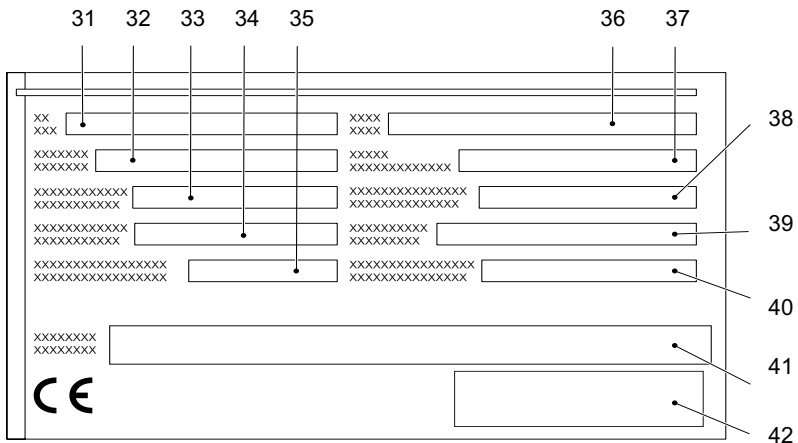 31 32 33 34 35 36 37
XX XXXX
XXX XXXX
38
XXXXXXX XXXXX
XXXXXXX XXXXXXXXXXXXX
XXXXXXXXXXXX XXXXXXXXXXXXXXX
XXXXXXXXXXX XXXXXXXXXXXXXX
39
XXXXXXXXXXXX XXXXXXXXXX
XXXXXXXXXXX XXXXXXXXX
XXXXXXXXXXXXXXXXX XXXXXXXXXXXXXXXX
XXXXXXXXXXXXXXXXX XXXXXXXXXXXXXXX
40
XXXXXXXX
XXXXXXXX
41
CE
42